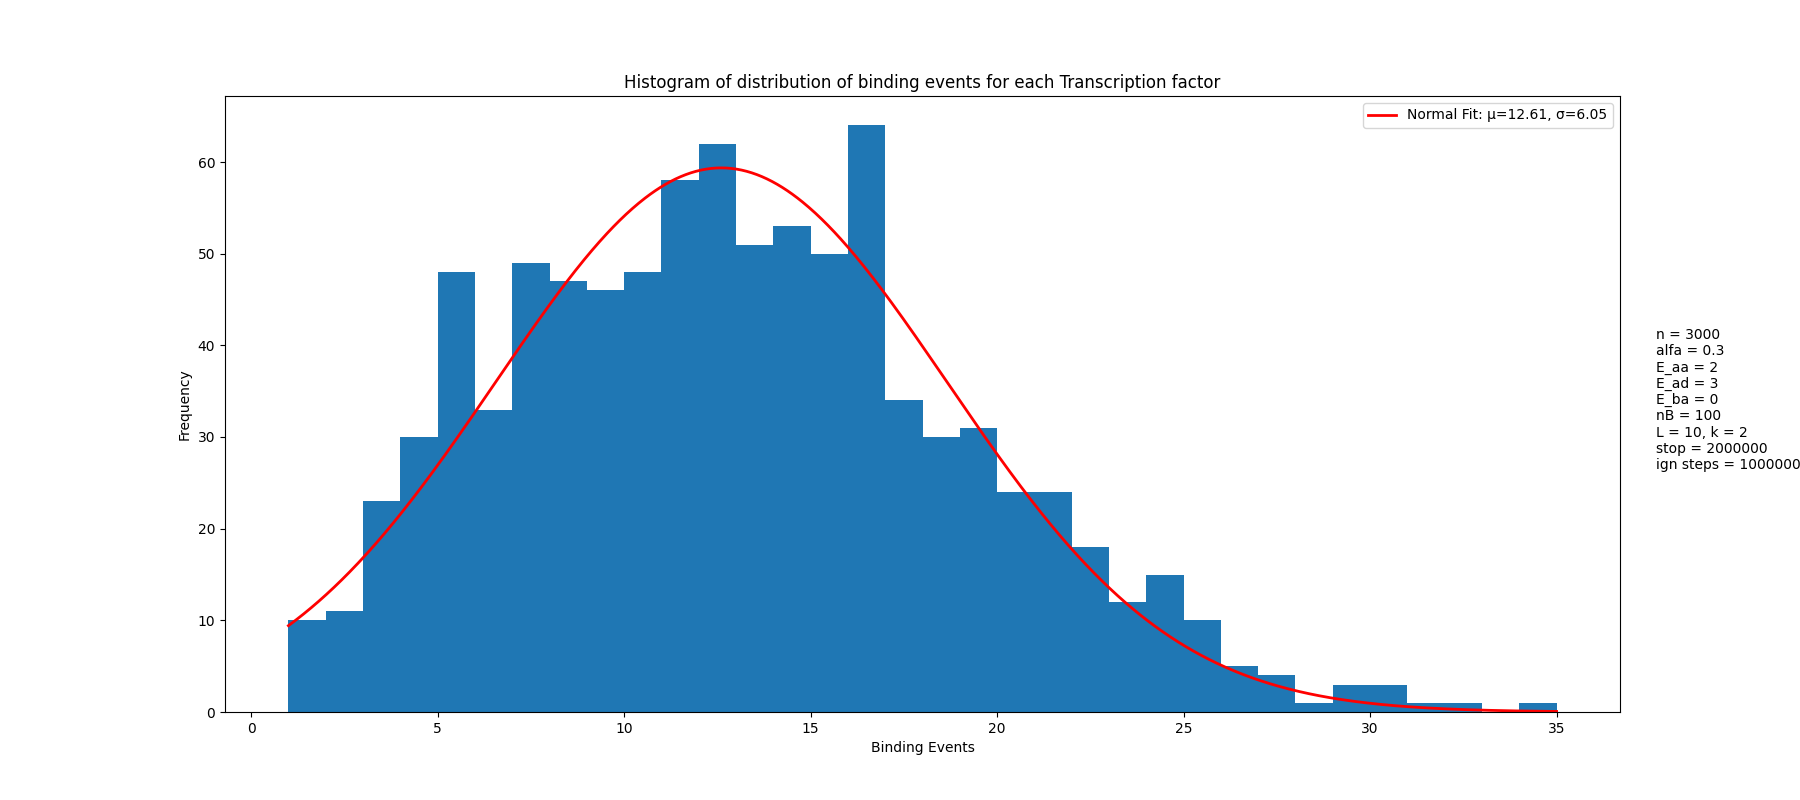 Histogram of distribution of binding events for each Transcription factor
Normal Fit: μ=12.61, σ=6.05
Frequency
60
50
40
30
20
10
0
0 5 10 15 20 25 30 35
Binding Events
n = 3000
alfa = 0.3
E_aa = 2
E_ad = 3
E_ba = 0
nB = 100
L = 10, k = 2
stop = 2000000
ign steps = 1000000